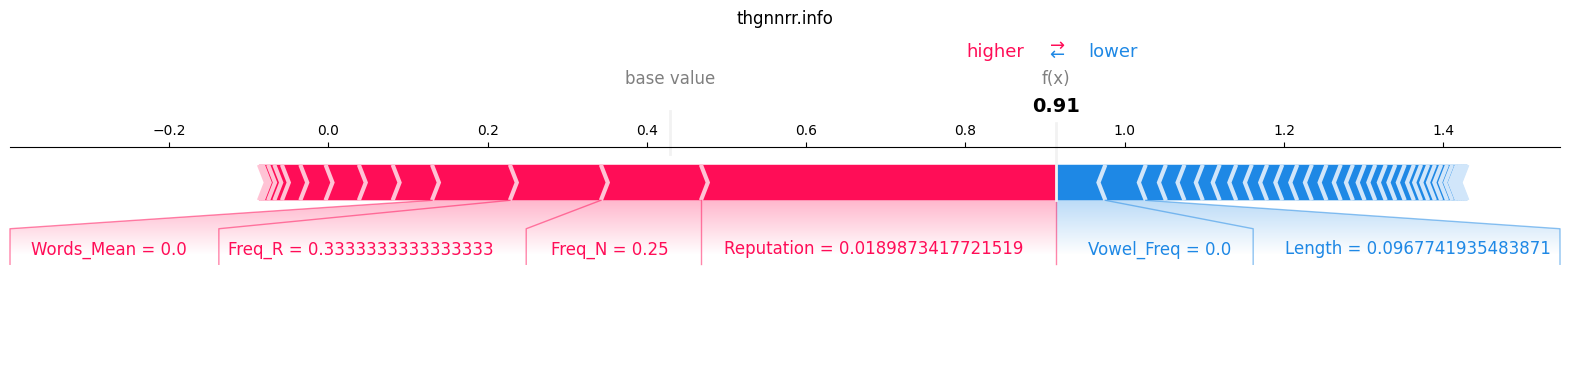 thgnnrr.info
higher → ← lower
base value f(x)
0.91
−0.2 0.0 0.2 0.4 0.6 0.8 1.0 1.2 1.4
Words_Mean = 0.0 Freq_R = 0.3333333333333333 Freq_N = 0.25 Reputation = 0.0189873417721519 Vowel_Freq = 0.0 Length = 0.0967741935483871